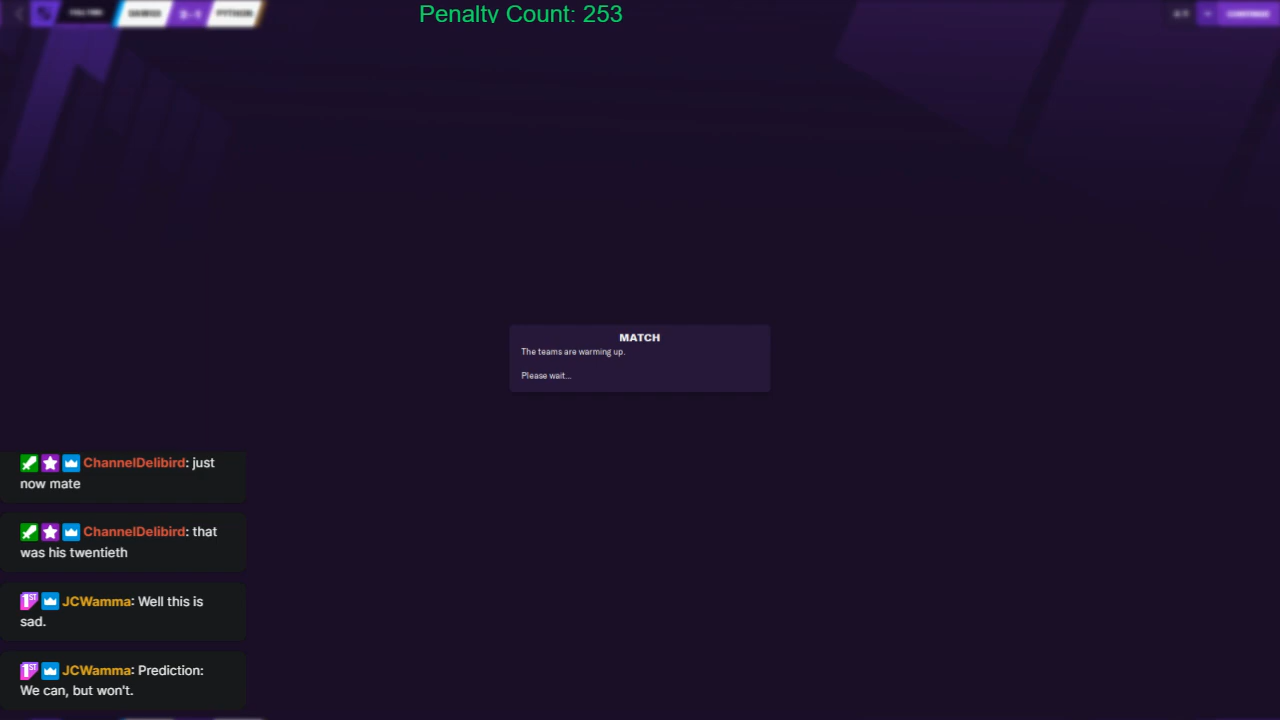 Penalty Count: 253
MATCH
The teams are warming up.
Please wait...
ChannelDelibird: just
now mate
ChannelDelibird: that
was his twentieth
JCWamma: Well this is
sad.
JCWamma: Prediction:
We can, but won't.